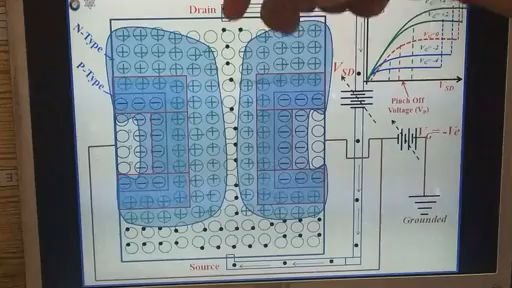 Drain
N-Type
P-Type
V_SD
V_SD
Pinch Off
Voltage (V_P)
V_G = -Ve
Grounded
Source